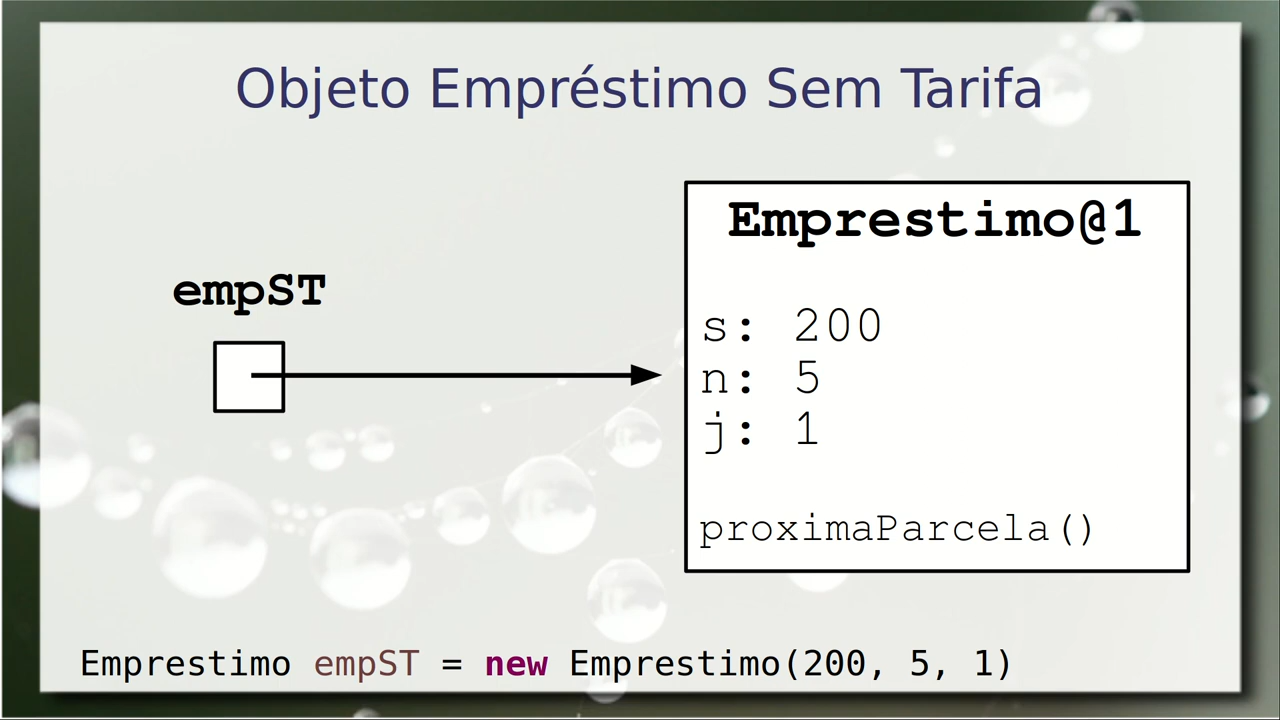 Objeto Empréstimo Sem Tarifa
empST
Emprestimo@1
s: 200
n: 5
j: 1
proximaParcela()
Emprestimo empST = new Emprestimo(200, 5, 1)